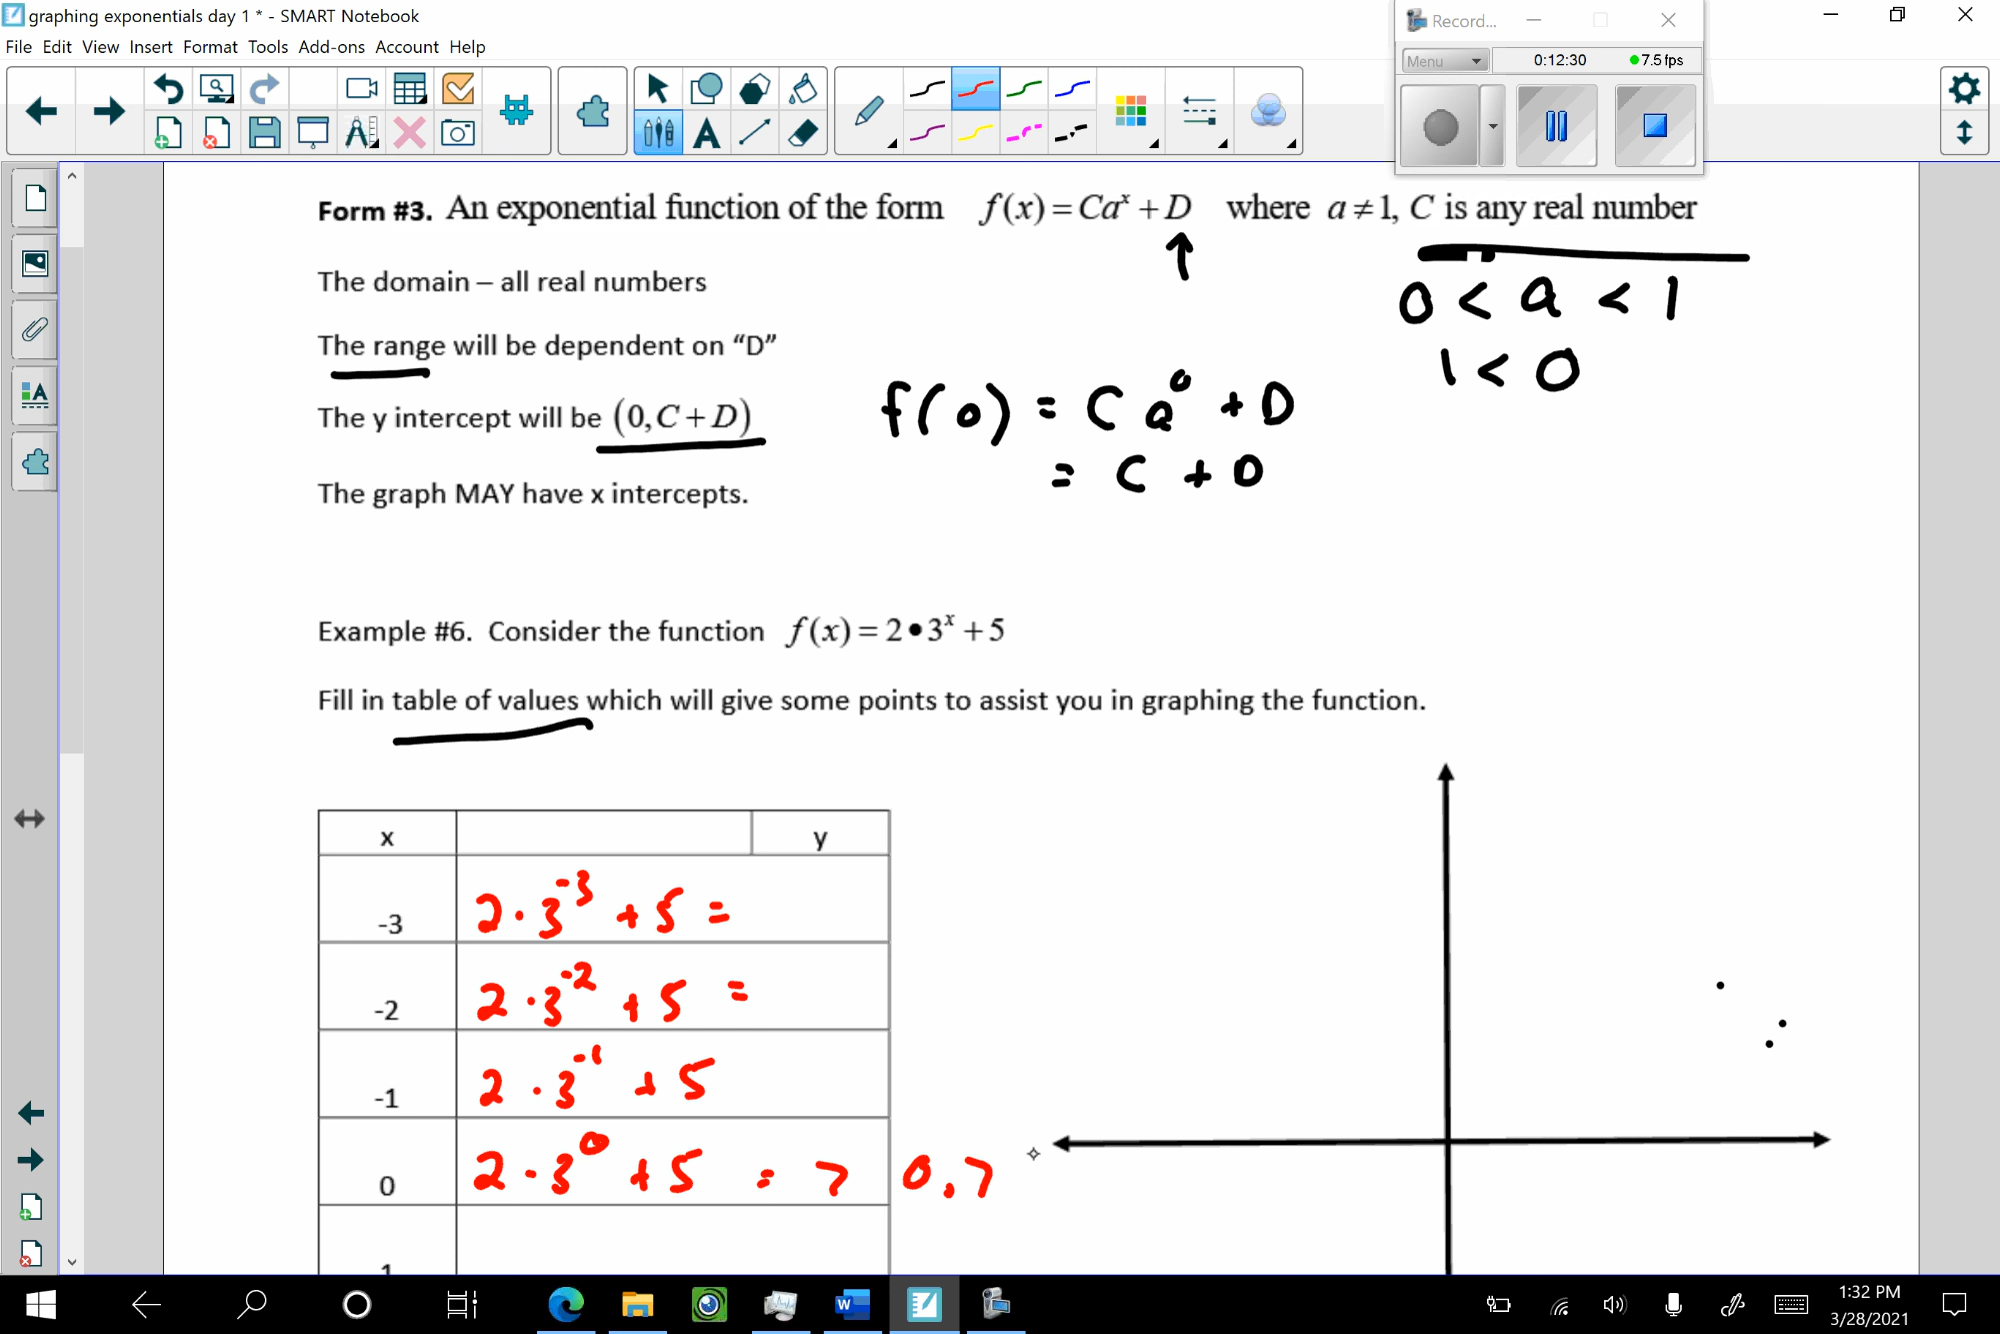 graphing exponentials day 1 * - SMART Notebook
File Edit View Insert Format Tools Add-ons Account Help
Record...
Menu 0:12:30 7.5 fps
Form #3. An exponential function of the form f(x) = Ca^x + D where a ≠ 1, C is any real number
The domain – all real numbers
0 < a < 1
The range will be dependent on “D”
1 < 0
The y intercept will be (0, C + D)
f(0) = C a^0 + D
= C + D
The graph MAY have x intercepts.
Example #6. Consider the function f(x) = 2 • 3^x + 5
Fill in table of values which will give some points to assist you in graphing the function.
x y
-3 2 · 3^-3 + 5 =
-2 2 · 3^-2 + 5 =
-1 2 · 3^-1 + 5
0 2 · 3^0 + 5 = 7 0,7
1
1:32 PM
3/28/2021